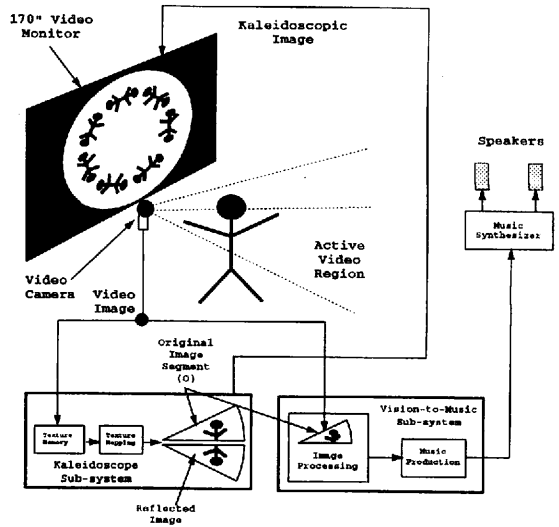 170" Video
Monitor
Kaleidoscopic
Image
Speakers
Music
Synthesizer
Active
Video
Region
Video
Camera
Video
Image
Original
Image
Segment
(O)
Texture
Memory
Texture
Mapping
Kaleidoscope
Sub-system
Reflected
Image
Vision-to-Music
Sub-system
Image
Processing
Music
Production